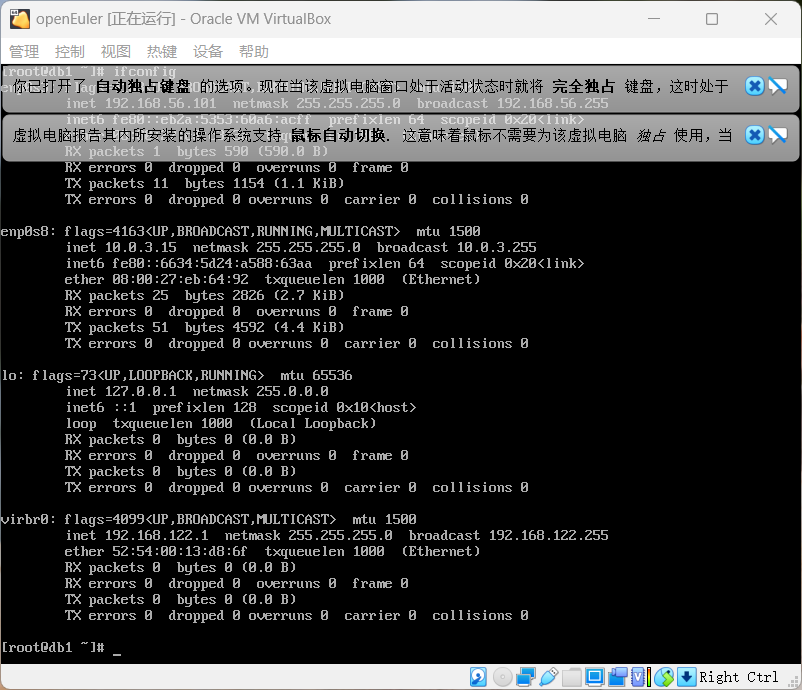 openEuler [正在运行] - Oracle VM VirtualBox
管理 控制 视图 热键 设备 帮助
[root@db1 ~]# ifconfig
你已打开了 自动独占键盘 的选项。现在当该虚拟电脑窗口处于活动状态时就将 完全独占 键盘，这时处于
inet 192.168.56.101 netmask 255.255.255.0 broadcast 192.168.56.255
inet6 fe80::eb2a:5353:60a6:acff prefixlen 64 scopeid 0x20<link>
虚拟电脑报告其内所安装的操作系统支持 鼠标自动切换. 这意味着鼠标不需要为该虚拟电脑 独占 使用，当
RX packets 1 bytes 590 (590.0 B)
RX errors 0 dropped 0 overruns 0 frame 0
TX packets 11 bytes 1154 (1.1 KiB)
TX errors 0 dropped 0 overruns 0 carrier 0 collisions 0
enp0s8: flags=4163<UP,BROADCAST,RUNNING,MULTICAST> mtu 1500
inet 10.0.3.15 netmask 255.255.255.0 broadcast 10.0.3.255
inet6 fe80::6634:5d24:a588:63aa prefixlen 64 scopeid 0x20<link>
ether 08:00:27:eb:64:92 txqueuelen 1000 (Ethernet)
RX packets 25 bytes 2826 (2.7 KiB)
RX errors 0 dropped 0 overruns 0 frame 0
TX packets 51 bytes 4592 (4.4 KiB)
TX errors 0 dropped 0 overruns 0 carrier 0 collisions 0
lo: flags=73<UP,LOOPBACK,RUNNING> mtu 65536
inet 127.0.0.1 netmask 255.0.0.0
inet6 ::1 prefixlen 128 scopeid 0x10<host>
loop txqueuelen 1000 (Local Loopback)
RX packets 0 bytes 0 (0.0 B)
RX errors 0 dropped 0 overruns 0 frame 0
TX packets 0 bytes 0 (0.0 B)
TX errors 0 dropped 0 overruns 0 carrier 0 collisions 0
virbr0: flags=4099<UP,BROADCAST,MULTICAST> mtu 1500
inet 192.168.122.1 netmask 255.255.255.0 broadcast 192.168.122.255
ether 52:54:00:13:d8:6f txqueuelen 1000 (Ethernet)
RX packets 0 bytes 0 (0.0 B)
RX errors 0 dropped 0 overruns 0 frame 0
TX packets 0 bytes 0 (0.0 B)
TX errors 0 dropped 0 overruns 0 carrier 0 collisions 0
[root@db1 ~]# _
Right Ctrl